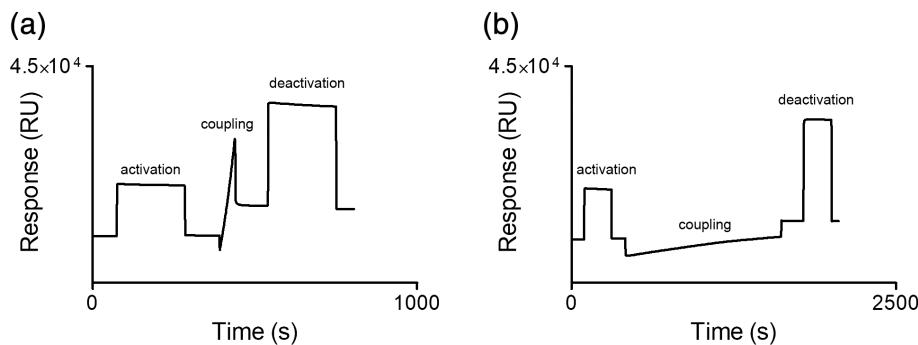 (a)
4.5×10⁴
Response (RU)
activation
coupling
deactivation
0
1000
Time (s)
(b)
4.5×10⁴
Response (RU)
activation
coupling
deactivation
0
2500
Time (s)